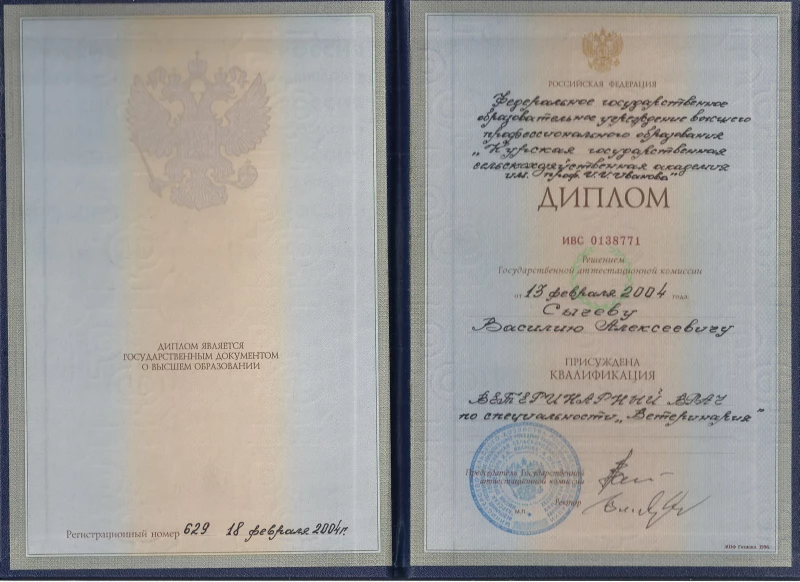 ДИПЛОМ ЯВЛЯЕТСЯ
ГОСУДАРСТВЕННЫМ ДОКУМЕНТОМ
О ВЫСШЕМ ОБРАЗОВАНИИ
Регистрационный номер 629 18 февраля 2004г.
РОССИЙСКАЯ ФЕДЕРАЦИЯ
Федеральное государственное
образовательное учреждение высшего
профессионального образования
„Курская государственная
сельскохозяйственная академия
им. проф. И.И. Иванова"
ДИПЛОМ
ИВС 0138771
Решением
Государственной аттестационной комиссии
от 13 февраля 2004 года
Сычеву
Василию Алексеевичу
ПРИСУЖДЕНА
КВАЛИФИКАЦИЯ
ВЕТЕРИНАРНЫЙ ВРАЧ
по специальности „Ветеринария"
Председатель Государственной
аттестационной комиссии
Ректор
М.П.